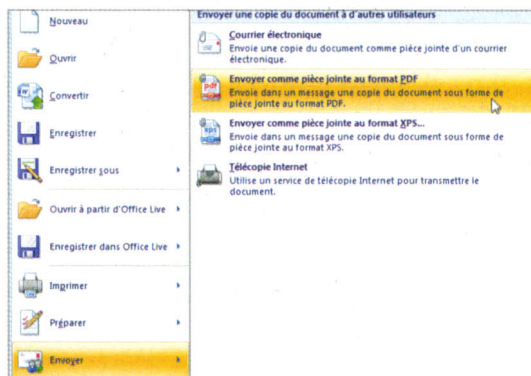 Nouveau
Ouvrir
Convertir
Enregistrer
Enregistrer sous
Ouvrir à partir d'Office Live
Enregistrer dans Office Live
Imprimer
Préparer
Envoyer
Envoyer une copie du document à d'autres utilisateurs
Courrier électronique
Envoie une copie du document comme pièce jointe d'un courrier
électronique.
Envoyer comme pièce jointe au format PDF
Envoie dans un message une copie du document sous forme de
pièce jointe au format PDF.
Envoyer comme pièce jointe au format XPS...
Envoie dans un message une copie du document sous forme de
pièce jointe au format XPS.
Télécopie Internet
Utilise un service de télécopie Internet pour transmettre le
document.